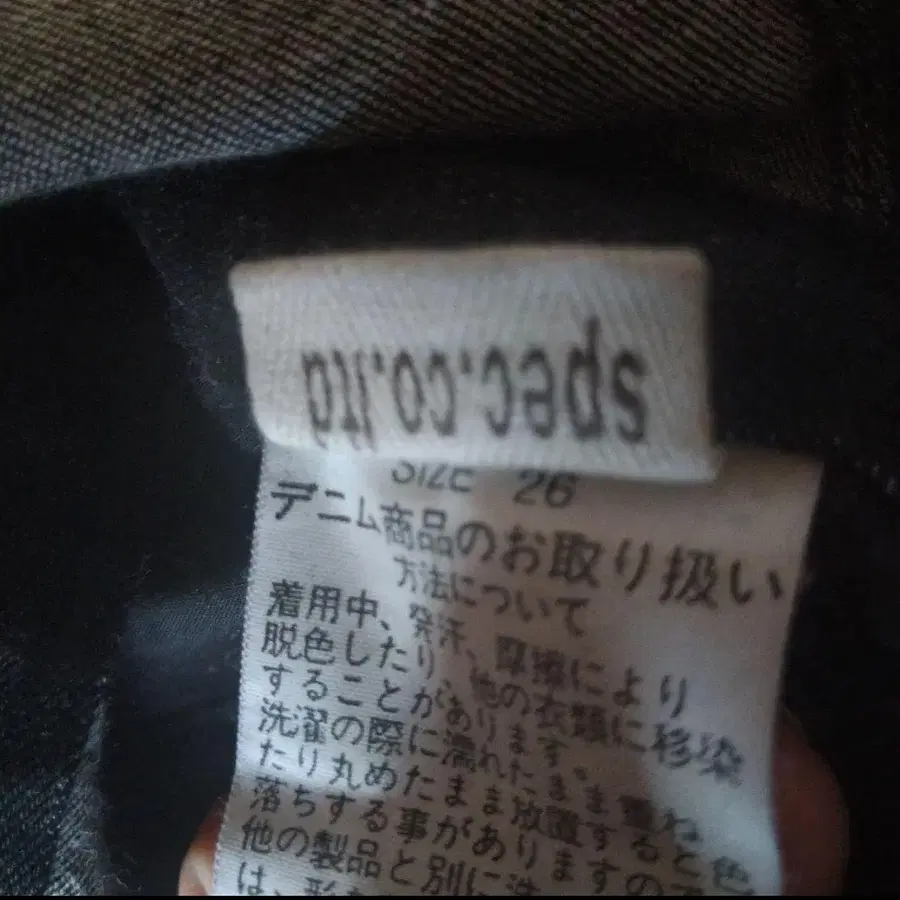 spec.co.ltd
SIZE 26
デニム商品のお取り扱い
方法について
着用中、発汗、摩擦により
脱色したり、他の衣類に移染
することがあります。
洗濯の際に濡れたまま重ね
たり丸めたまま放置すると色
落ちする事がありますので
他の製品と別に洗
は、形